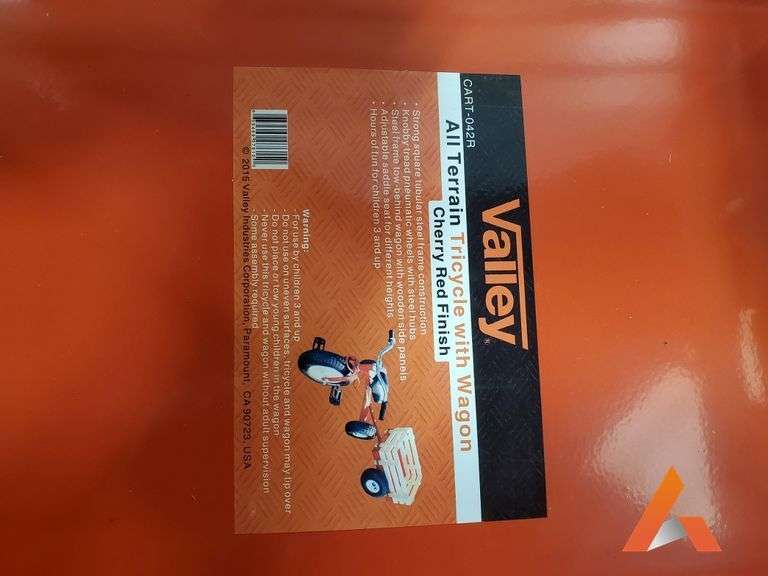 CART-042R
Valley®
All Terrain Tricycle with Wagon
Cherry Red Finish
• Strong square tubular steel frame construction
• Knobby tread pneumatic wheels with steel hubs
• Steel frame tow-behind wagon with wooden side panels
• Adjustable saddle seat for different heights
• Hours of fun for children 3 and up
Warning:
- For use by children 3 and up
- Do not use on uneven surfaces, tricycle and wagon may tip over
- Do not place or tow young children in the wagon
- Never use this tricycle and wagon without adult supervision
- Some assembly required
© 2015 Valley Industries Corporation, Paramount, CA 90723, USA